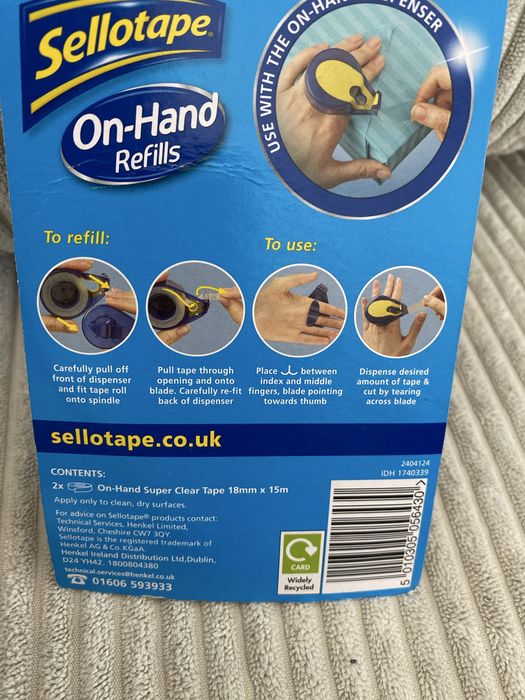 Sellotape®
On-Hand
Refills
USE WITH THE ON-HAND DISPENSER
To refill:
To use:
Carefully pull off
front of dispenser
and fit tape roll
onto spindle
Pull tape through
opening and onto
blade. Carefully re-fit
back of dispenser
Place between
index and middle
fingers, blade pointing
towards thumb
Dispense desired
amount of tape &
cut by tearing
across blade
sellotape.co.uk
2404124
IDH 1740339
CONTENTS:
2x On-Hand Super Clear Tape 18mm x 15m
Apply only to clean, dry surfaces.
For advice on Sellotape® products contact:
Technical Services, Henkel Limited,
Winsford, Cheshire CW7 3QY.
Sellotape is the registered trademark of
Henkel AG & Co. KGaA.
Henkel Ireland Distribution Ltd,Dublin,
D24 YH42. 1800804380
technical.services@henkel.co.uk
01606 593933
CARD
Widely
Recycled
5 010305 056430 >